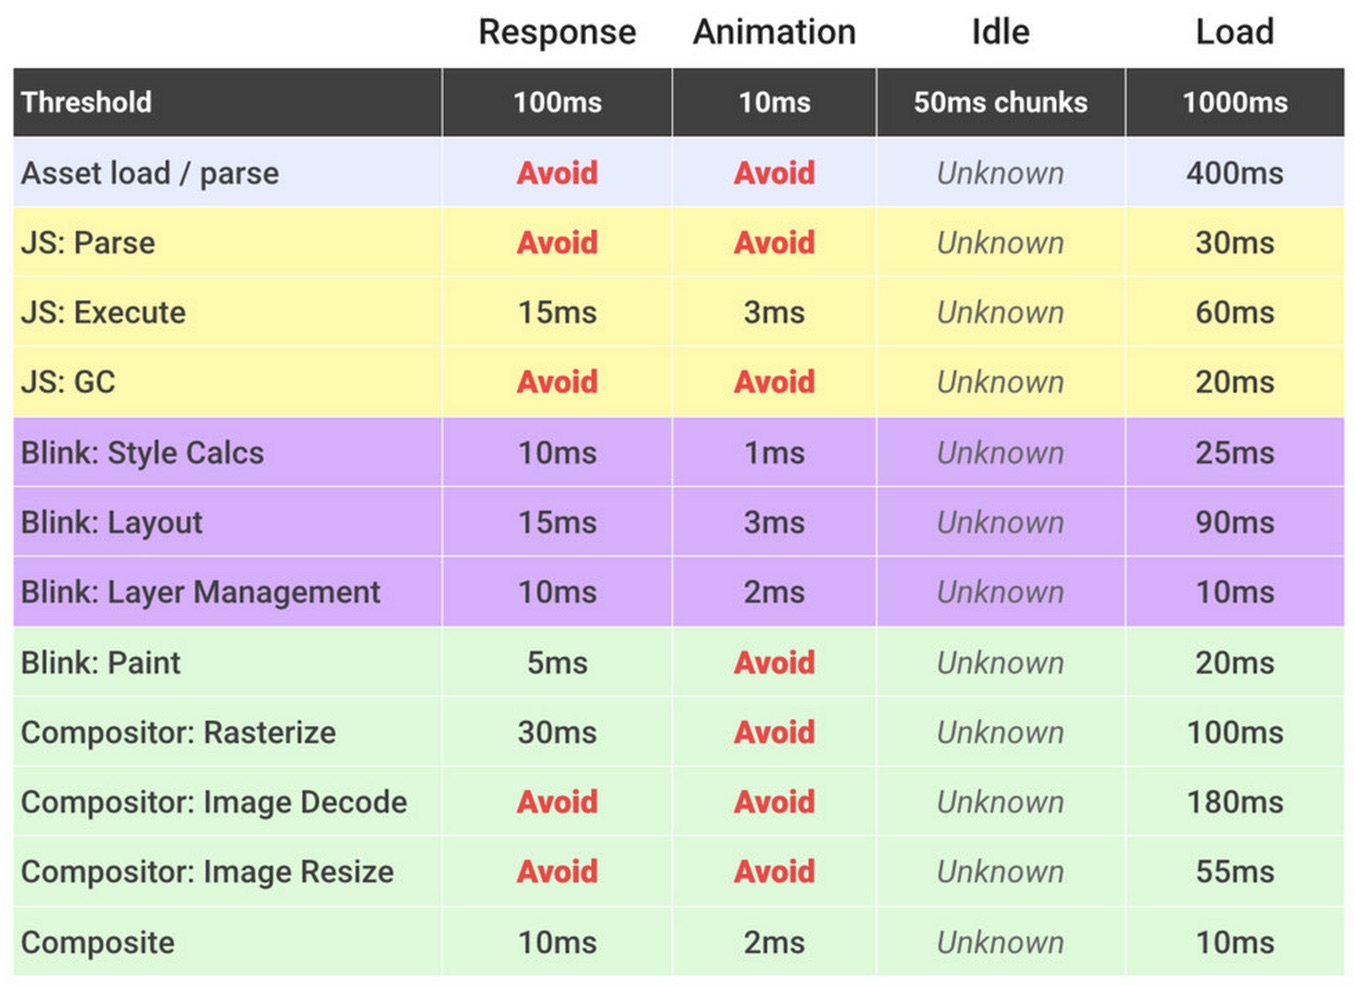 Response Animation Idle Load
Threshold 100ms 10ms 50ms chunks 1000ms
Asset load / parse Avoid Avoid Unknown 400ms
JS: Parse Avoid Avoid Unknown 30ms
JS: Execute 15ms 3ms Unknown 60ms
JS: GC Avoid Avoid Unknown 20ms
Blink: Style Calcs 10ms 1ms Unknown 25ms
Blink: Layout 15ms 3ms Unknown 90ms
Blink: Layer Management 10ms 2ms Unknown 10ms
Blink: Paint 5ms Avoid Unknown 20ms
Compositor: Rasterize 30ms Avoid Unknown 100ms
Compositor: Image Decode Avoid Avoid Unknown 180ms
Compositor: Image Resize Avoid Avoid Unknown 55ms
Composite 10ms 2ms Unknown 10ms